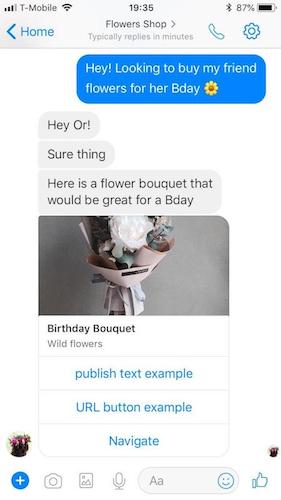 T-Mobile 19:35 87%
Home Flowers Shop
Typically replies in minutes
Hey! Looking to buy my friend
flowers for her Bday 🌼
Hey Or!
Sure thing
Here is a flower bouquet that
would be great for a Bday
Birthday Bouquet
Wild flowers
publish text example
URL button example
Navigate
Aa